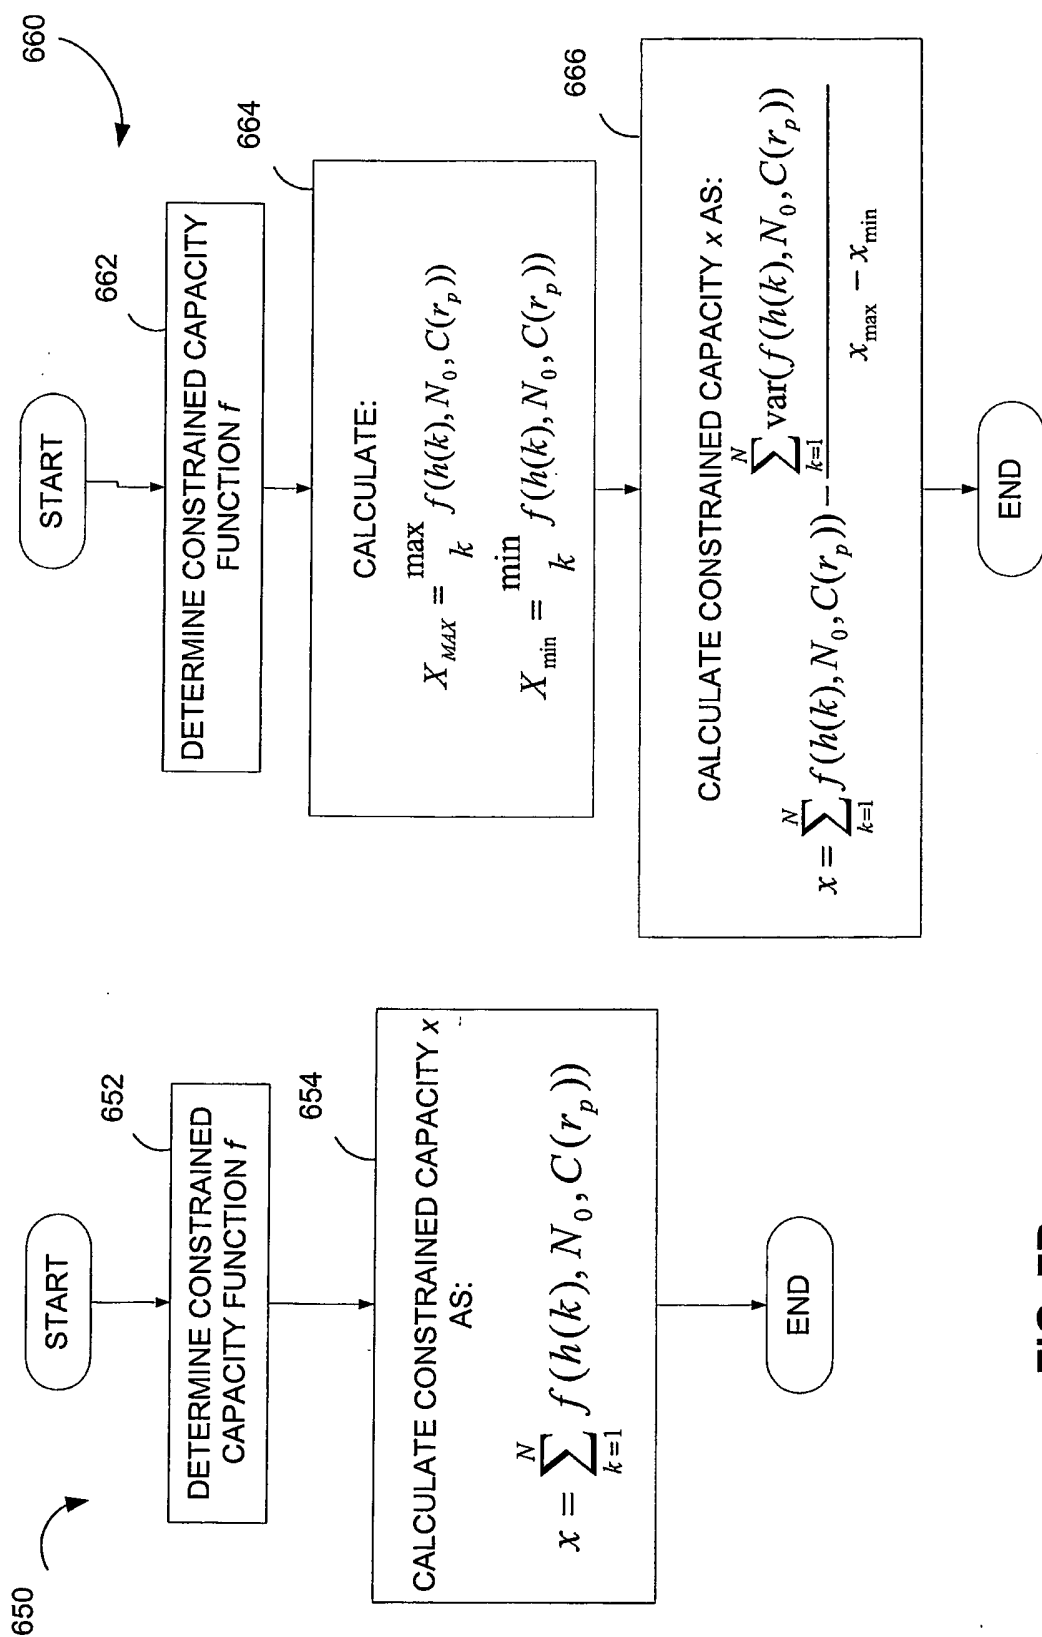 650
START
652
DETERMINE CONSTRAINED
CAPACITY FUNCTION f
654
CALCULATE CONSTRAINED CAPACITY x
AS:
x = \sum_{k=1}^{N} f(h(k), N_0, C(r_p))
END
660
START
662
DETERMINE CONSTRAINED CAPACITY
FUNCTION f
664
CALCULATE:
X_{MAX} = \max_k f(h(k), N_0, C(r_p))
X_{min} = \min_k f(h(k), N_0, C(r_p))
666
CALCULATE CONSTRAINED CAPACITY x AS:
x = \sum_{k=1}^{N} f(h(k), N_0, C(r_p)) - \frac{\sum_{k=1}^{N} var(f(h(k), N_0, C(r_p))}{x_{max} - x_{min}}
END